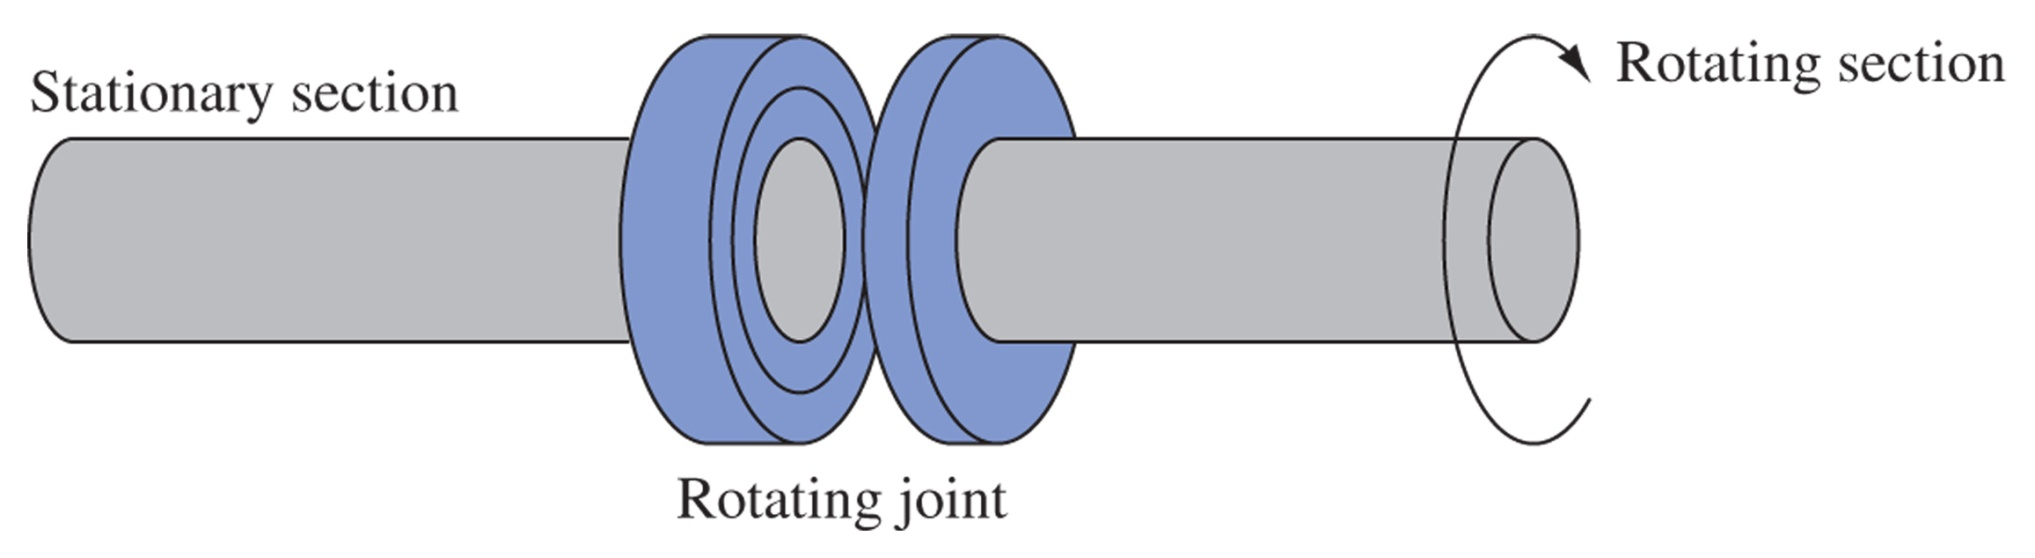 Stationary section
Rotating section
Rotating joint